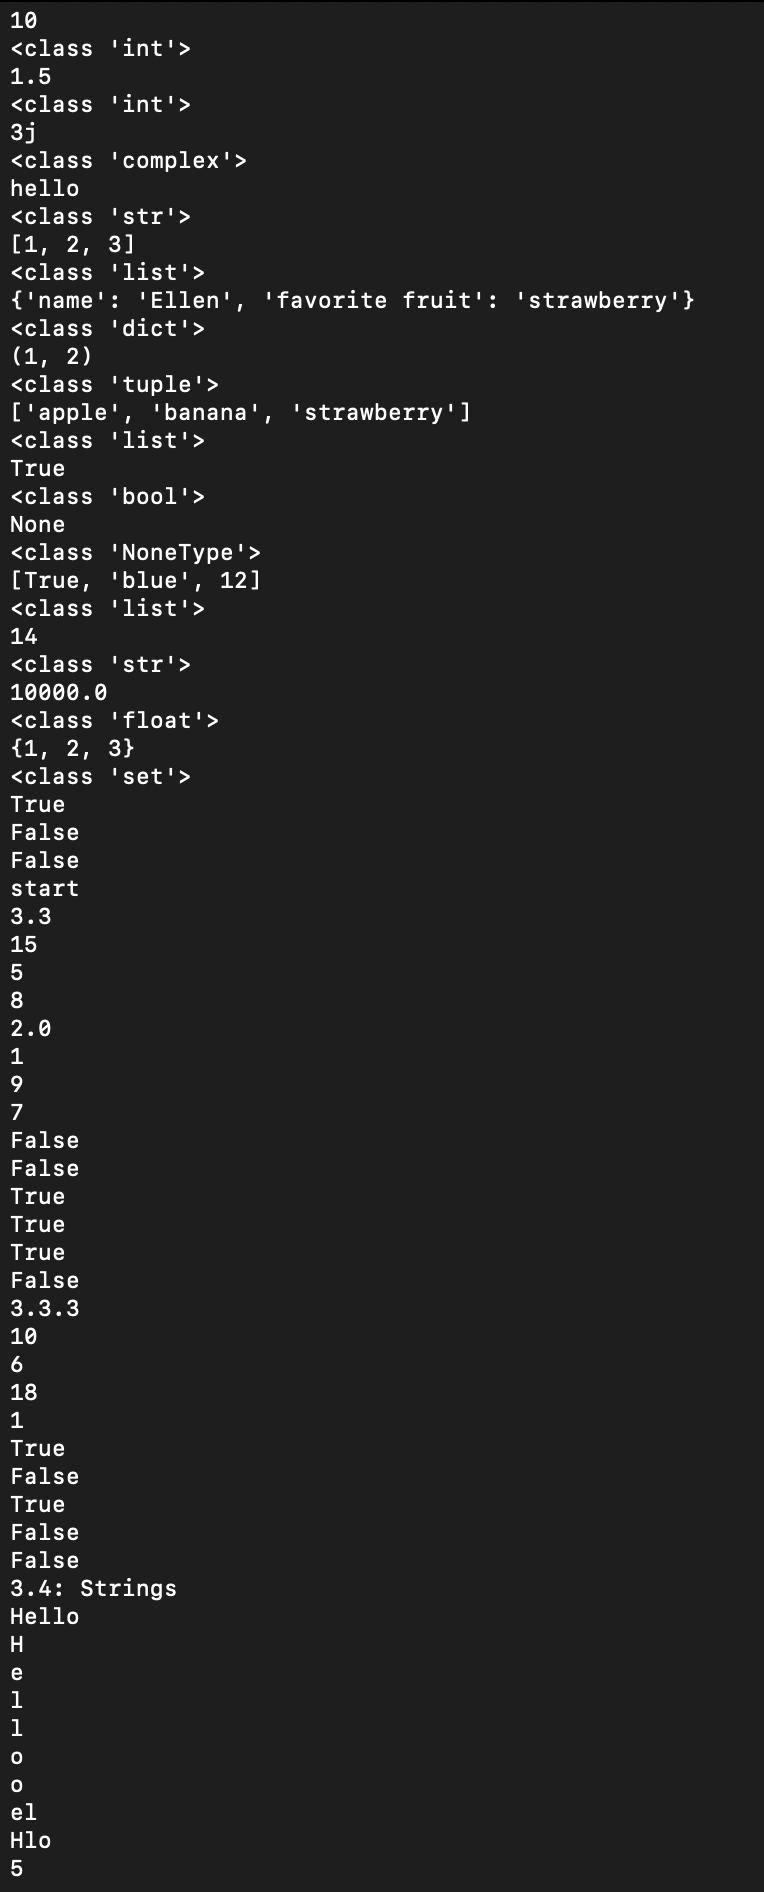 10
<class 'int'>
1.5
<class 'int'>
3j
<class 'complex'>
hello
<class 'str'>
[1, 2, 3]
<class 'list'>
{'name': 'Ellen', 'favorite fruit': 'strawberry'}
<class 'dict'>
(1, 2)
<class 'tuple'>
['apple', 'banana', 'strawberry']
<class 'list'>
True
<class 'bool'>
None
<class 'NoneType'>
[True, 'blue', 12]
<class 'list'>
14
<class 'str'>
10000.0
<class 'float'>
{1, 2, 3}
<class 'set'>
True
False
False
start
3.3
15
5
8
2.0
1
9
7
False
False
True
True
True
False
3.3.3
10
6
18
1
True
False
True
False
False
3.4: Strings
Hello
H
e
l
l
o
o
el
Hlo
5